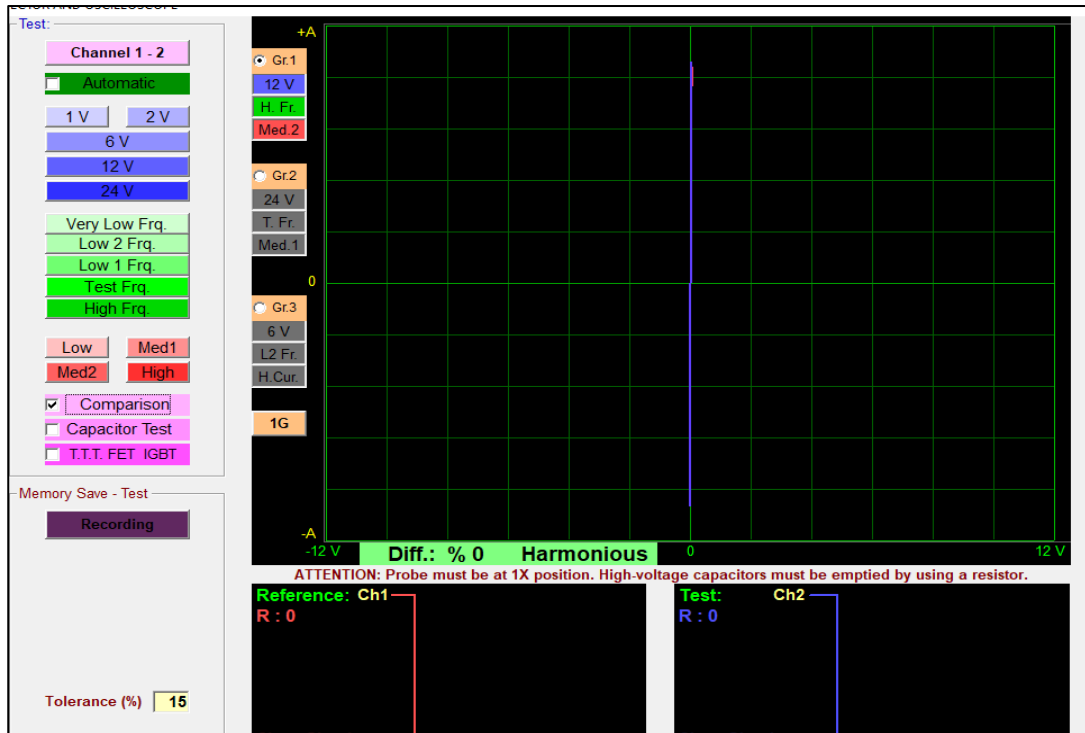 Test:
Channel 1 - 2
Automatic
1 V
2 V
6 V
12 V
24 V
Very Low Frq.
Low 2 Frq.
Low 1 Frq.
Test Frq.
High Frq.
Low
Med1
Med2
High
Comparison
Capacitor Test
T.T.T. FET IGBT
Memory Save - Test
Recording
Tolerance (%) 15
+A
Gr.1
12 V
H. Fr.
Med.2
Gr.2
24 V
T. Fr.
Med.1
0
Gr.3
6 V
L2 Fr.
H.Cur.
1G
-A
-12 V
Diff.: % 0 Harmonious
0
12 V
ATTENTION: Probe must be at 1X position. High-voltage capacitors must be emptied by using a resistor.
Reference: Ch1
R : 0
Test: Ch2
R : 0